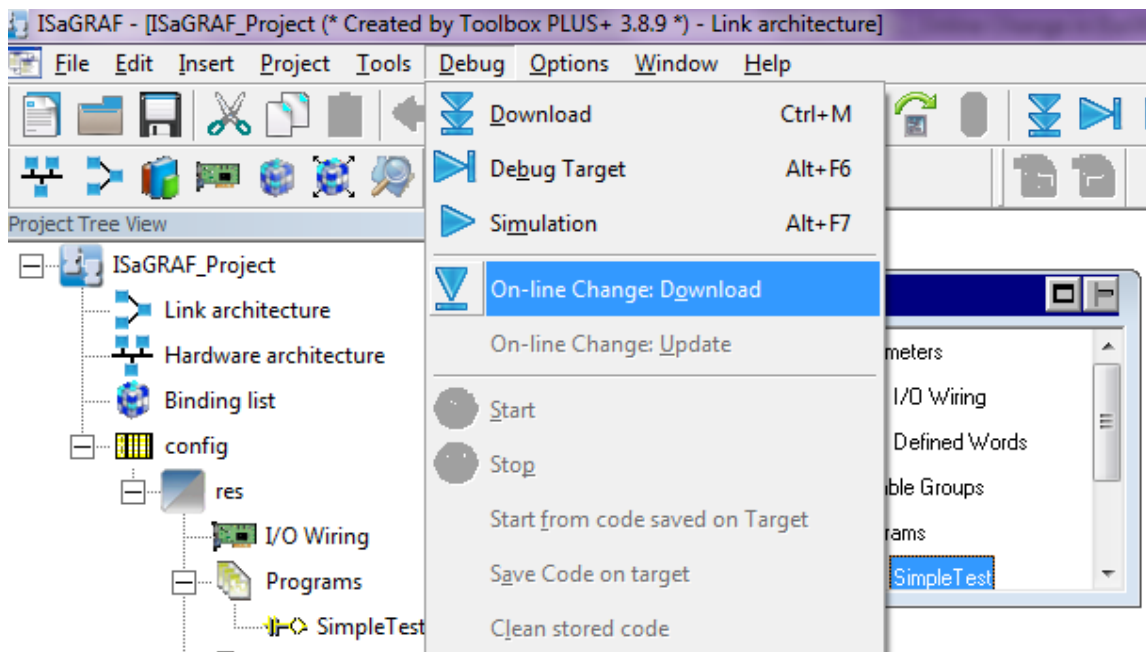 ISaGRAF - [ISaGRAF_Project (* Created by Toolbox PLUS+ 3.8.9 *) - Link architecture]
File Edit Insert Project Tools Debug Options Window Help
Download Ctrl+M
Debug Target Alt+F6
Simulation Alt+F7
On-line Change: Download
On-line Change: Update
Start
Stop
Start from code saved on Target
Save Code on target
Clean stored code
Project Tree View
ISaGRAF_Project
Link architecture
Hardware architecture
Binding list
config
res
I/O Wiring
Programs
SimpleTest
meters
I/O Wiring
Defined Words
ble Groups
rams
SimpleTest